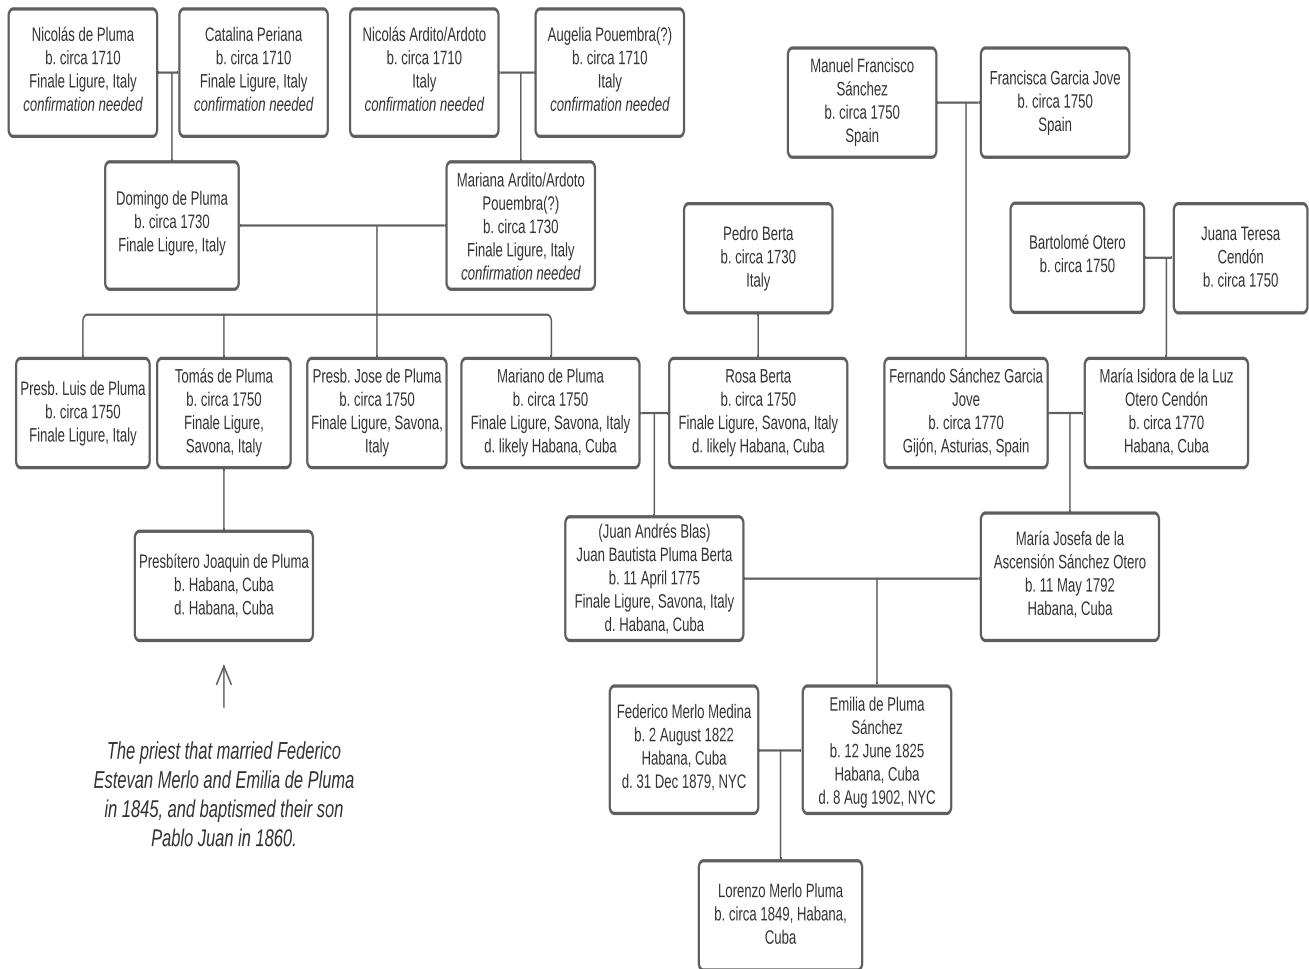 Nicolás de Pluma
b. circa 1710
Finale Ligure, Italy
confirmation needed
Catalina Periana
b. circa 1710
Finale Ligure, Italy
confirmation needed
Nicolás Ardito/Ardoto
b. circa 1710
Italy
confirmation needed
Augelia Pouembra(?)
b. circa 1710
Italy
confirmation needed
Manuel Francisco
Sánchez
b. circa 1750
Spain
Francisca Garcia Jove
b. circa 1750
Spain
Domingo de Pluma
b. circa 1730
Finale Ligure, Italy
Mariana Ardito/Ardoto
Pouembra(?)
b. circa 1730
Finale Ligure, Italy
confirmation needed
Pedro Berta
b. circa 1730
Italy
Bartolomé Otero
b. circa 1750
Juana Teresa
Cendón
b. circa 1750
Presb. Luis de Pluma
b. circa 1750
Finale Ligure, Italy
Tomás de Pluma
b. circa 1750
Finale Ligure,
Savona, Italy
Presb. Jose de Pluma
b. circa 1750
Finale Ligure, Savona,
Italy
Mariano de Pluma
b. circa 1750
Finale Ligure, Savona, Italy
d. likely Habana, Cuba
Rosa Berta
b. circa 1750
Finale Ligure, Savona, Italy
d. likely Habana, Cuba
Fernando Sánchez Garcia
Jove
b. circa 1770
Gijón, Asturias, Spain
María Isidora de la Luz
Otero Cendón
b. circa 1770
Habana, Cuba
Presbítero Joaquin de Pluma
b. Habana, Cuba
d. Habana, Cuba
(Juan Andrés Blas)
Juan Bautista Pluma Berta
b. 11 April 1775
Finale Ligure, Savona, Italy
d. Habana, Cuba
María Josefa de la
Ascensión Sánchez Otero
b. 11 May 1792
Habana, Cuba
The priest that married Federico
Estevan Merlo and Emilia de Pluma
in 1845, and baptismed their son
Pablo Juan in 1860.
Federico Merlo Medina
b. 2 August 1822
Habana, Cuba
d. 31 Dec 1879, NYC
Emilia de Pluma
Sánchez
b. 12 June 1825
Habana, Cuba
d. 8 Aug 1902, NYC
Lorenzo Merlo Pluma
b. circa 1849, Habana,
Cuba